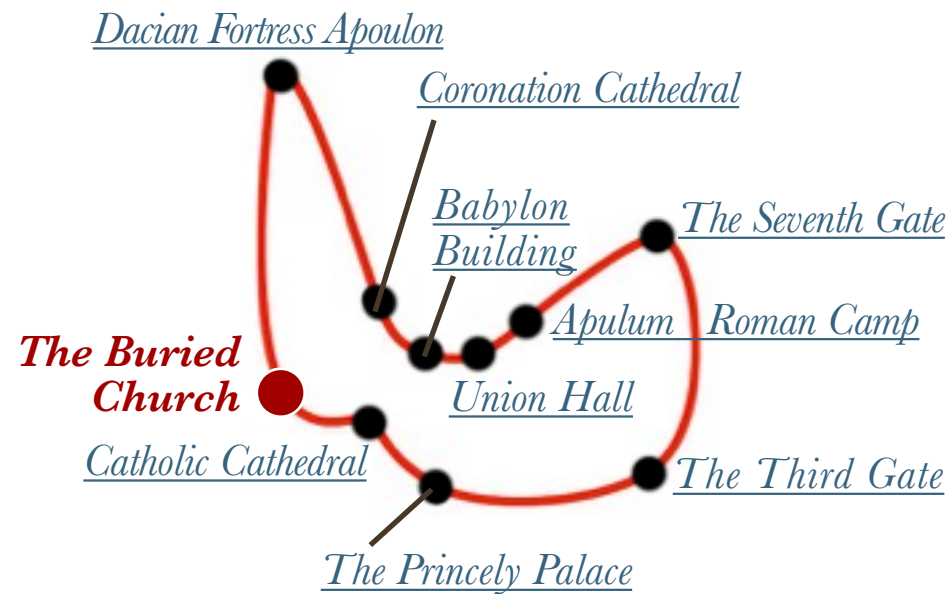 Dacian Fortress Apoulon
Coronation Cathedral
Babylon
Building
The Seventh Gate
Apulum Roman Camp
The Buried
Church
Union Hall
Catholic Cathedral
The Third Gate
The Princely Palace